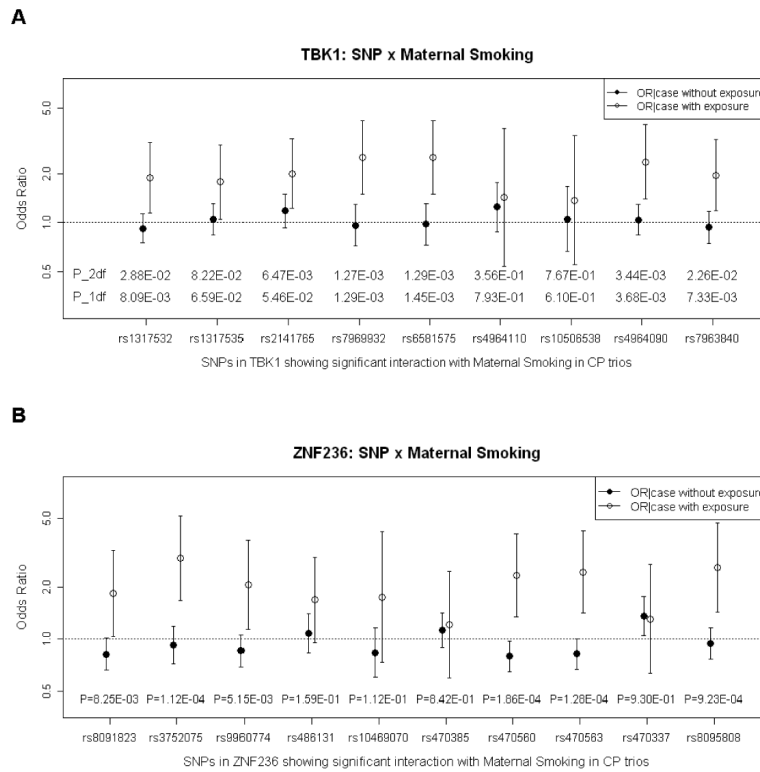 A
TBK1: SNP x Maternal Smoking
OR|case without exposure
OR|case with exposure
Odds Ratio
5.0
2.0
1.0
0.5
P_2df 2.88E-02 8.22E-02 6.47E-03 1.27E-03 1.29E-03 3.56E-01 7.67E-01 3.44E-03 2.26E-02
P_1df 8.09E-03 6.59E-02 5.46E-02 1.29E-03 1.45E-03 7.93E-01 6.10E-01 3.68E-03 7.33E-03
rs1317532 rs1317535 rs2141765 rs7969932 rs6581575 rs4964110 rs10506538 rs4964090 rs7963840
SNPs in TBK1 showing significant interaction with Maternal Smoking in CP trios
B
ZNF236: SNP x Maternal Smoking
OR|case without exposure
OR|case with exposure
Odds Ratio
5.0
2.0
1.0
0.5
P=8.25E-03 P=1.12E-04 P=5.15E-03 P=1.59E-01 P=1.12E-01 P=8.42E-01 P=1.86E-04 P=1.28E-04 P=9.30E-01 P=9.23E-04
rs8091823 rs3752075 rs9960774 rs486131 rs10469070 rs470385 rs470560 rs470583 rs470337 rs8095808
SNPs in ZNF236 showing significant interaction with Maternal Smoking in CP trios